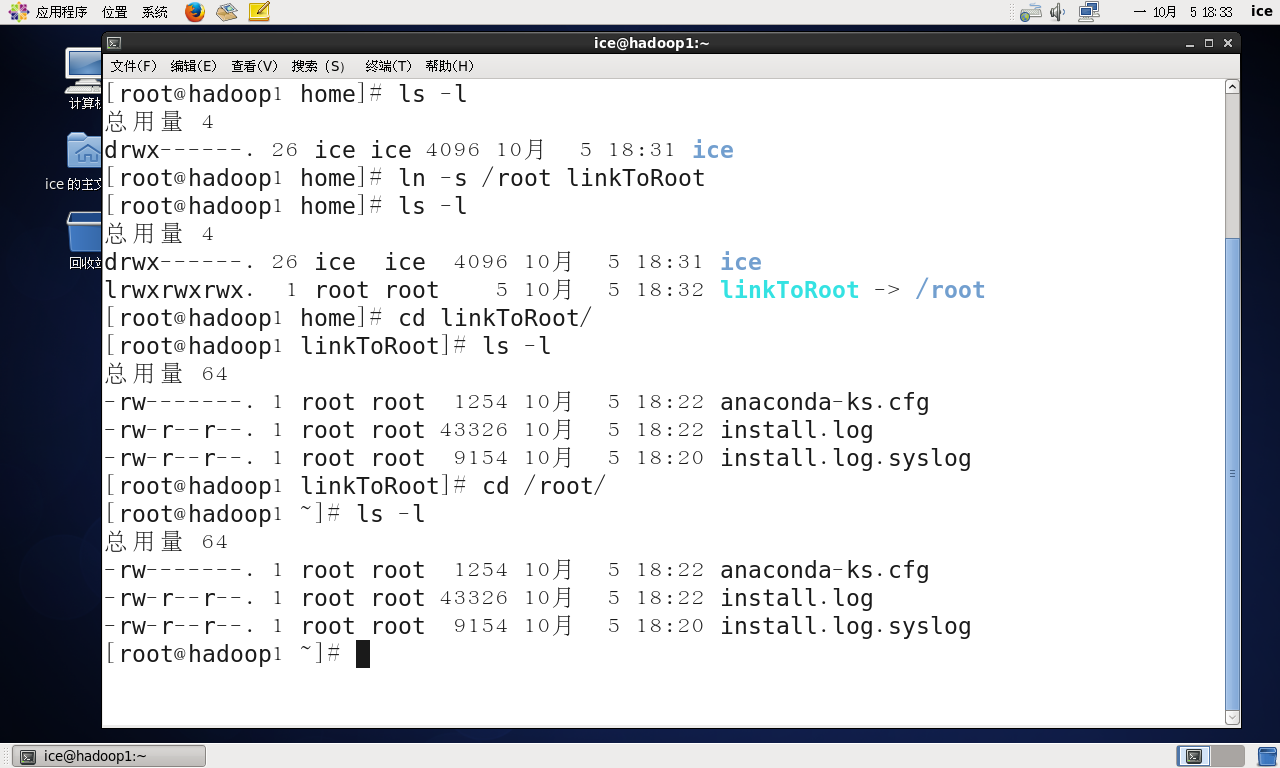 应用程序 位置 系统 一 10月 5 18:33 ice
计算机
ice 的主文
回收站
ice@hadoop1:~
文件(F) 编辑(E) 查看(V) 搜索 (S) 终端(T) 帮助(H)
[root@hadoop1 home]# ls -l
总用量 4
drwx------. 26 ice ice 4096 10月  5 18:31 ice
[root@hadoop1 home]# ln -s /root linkToRoot
[root@hadoop1 home]# ls -l
总用量 4
drwx------. 26 ice  ice  4096 10月  5 18:31 ice
lrwxrwxrwx.  1 root root    5 10月  5 18:32 linkToRoot -> /root
[root@hadoop1 home]# cd linkToRoot/
[root@hadoop1 linkToRoot]# ls -l
总用量 64
-rw-------. 1 root root  1254 10月  5 18:22 anaconda-ks.cfg
-rw-r--r--. 1 root root 43326 10月  5 18:22 install.log
-rw-r--r--. 1 root root  9154 10月  5 18:20 install.log.syslog
[root@hadoop1 linkToRoot]# cd /root/
[root@hadoop1 ~]# ls -l
总用量 64
-rw-------. 1 root root  1254 10月  5 18:22 anaconda-ks.cfg
-rw-r--r--. 1 root root 43326 10月  5 18:22 install.log
-rw-r--r--. 1 root root  9154 10月  5 18:20 install.log.syslog
[root@hadoop1 ~]#
ice@hadoop1:~